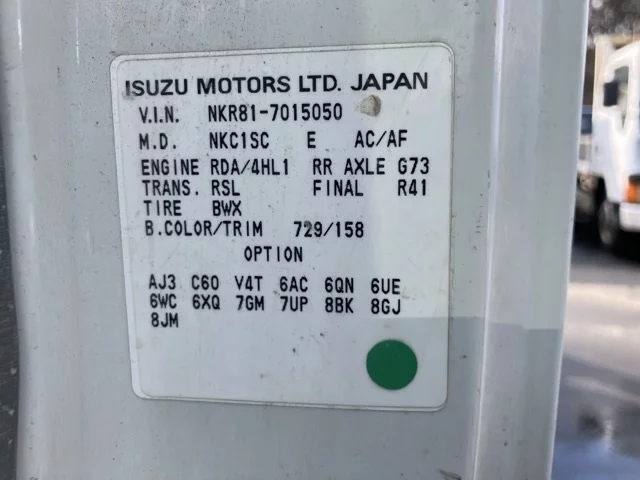 ISUZU MOTORS LTD. JAPAN
V.I.N. NKR81-7015050
M.D. NKC1SC E AC/AF
ENGINE RDA/4HL1 RR AXLE G73
TRANS. RSL FINAL R41
TIRE BWX
B.COLOR/TRIM 729/158
OPTION
AJ3 C60 V4T 6AC 6QN 6UE
6WC 6XQ 7GM 7UP 8BK 8GJ
8JM